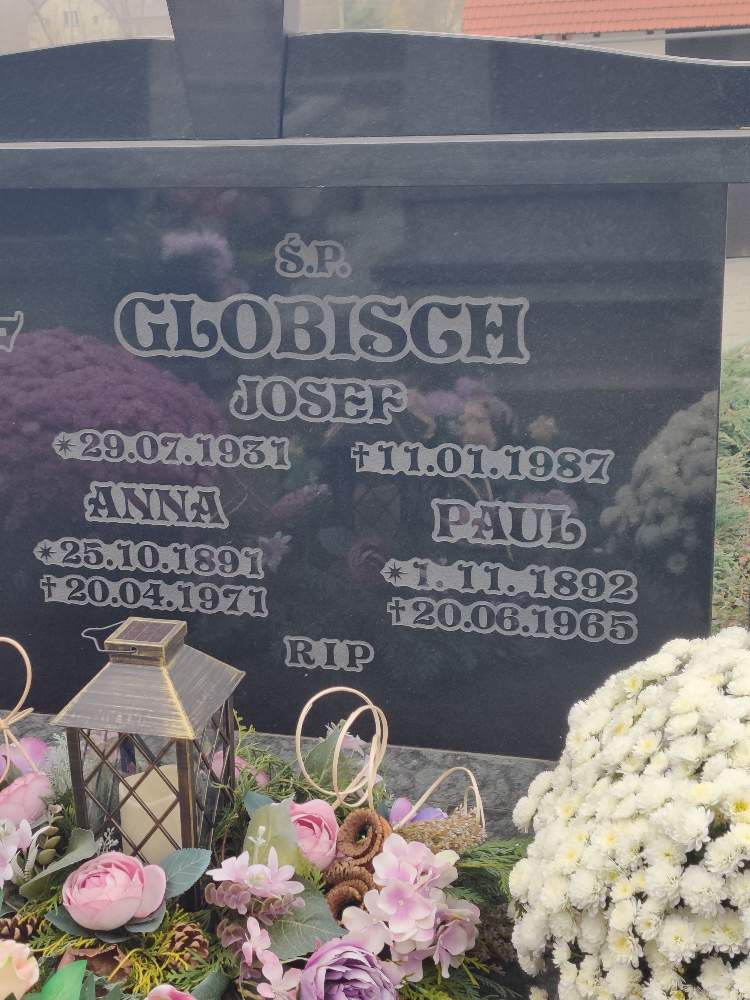 Ś.P.
GLOBISCH
JOSEF
*29.07.1931 †11.01.1987
ANNA PAUL
*25.10.1891 *1.11.1892
†20.04.1971 †20.06.1965
RIP